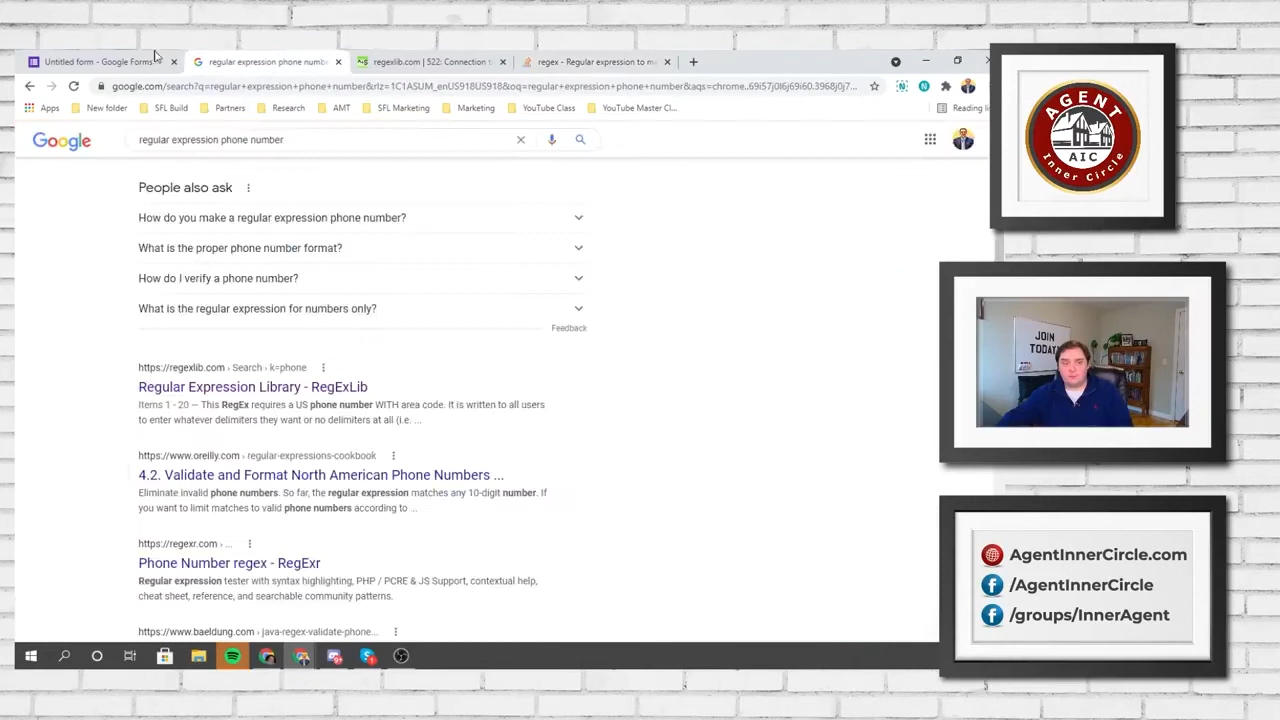 Untitled form - Google Forms
regular expression phone numb
regexlib.com | 522: Connection t
regex - Regular expression to m
google.com/search?q=regular+expression+phone+number&rlz=1C1ASUM_enUS918US918&oq=regular+expression+phone+number&aqs=chrome..69i57j0l6j69i60.3968j0j7...
Apps
New folder
SFL Build
Partners
Research
AMT
SFL Marketing
Marketing
YouTube Class
YouTube Master Cl...
Reading li
Google
regular expression phone number
People also ask
How do you make a regular expression phone number?
What is the proper phone number format?
How do I verify a phone number?
What is the regular expression for numbers only?
Feedback
https://regexlib.com › Search › k=phone
Regular Expression Library - RegExLib
Items 1 - 20 — This RegEx requires a US phone number WITH area code. It is written to all users
to enter whatever delimiters they want or no delimiters at all (i.e. ...
https://www.oreilly.com › regular-expressions-cookbook
4.2. Validate and Format North American Phone Numbers ...
Eliminate invalid phone numbers. So far, the regular expression matches any 10-digit number. If
you want to limit matches to valid phone numbers according to ...
https://regexr.com › ...
Phone Number regex - RegExr
Regular expression tester with syntax highlighting, PHP / PCRE & JS Support, contextual help,
cheat sheet, reference, and searchable community patterns.
https://www.baeldung.com › java-regex-validate-phone...
AGENT
AIC
Inner Circle
JOIN
TODAY!
AgentInnerCircle.com
/AgentInnerCircle
/groups/InnerAgent